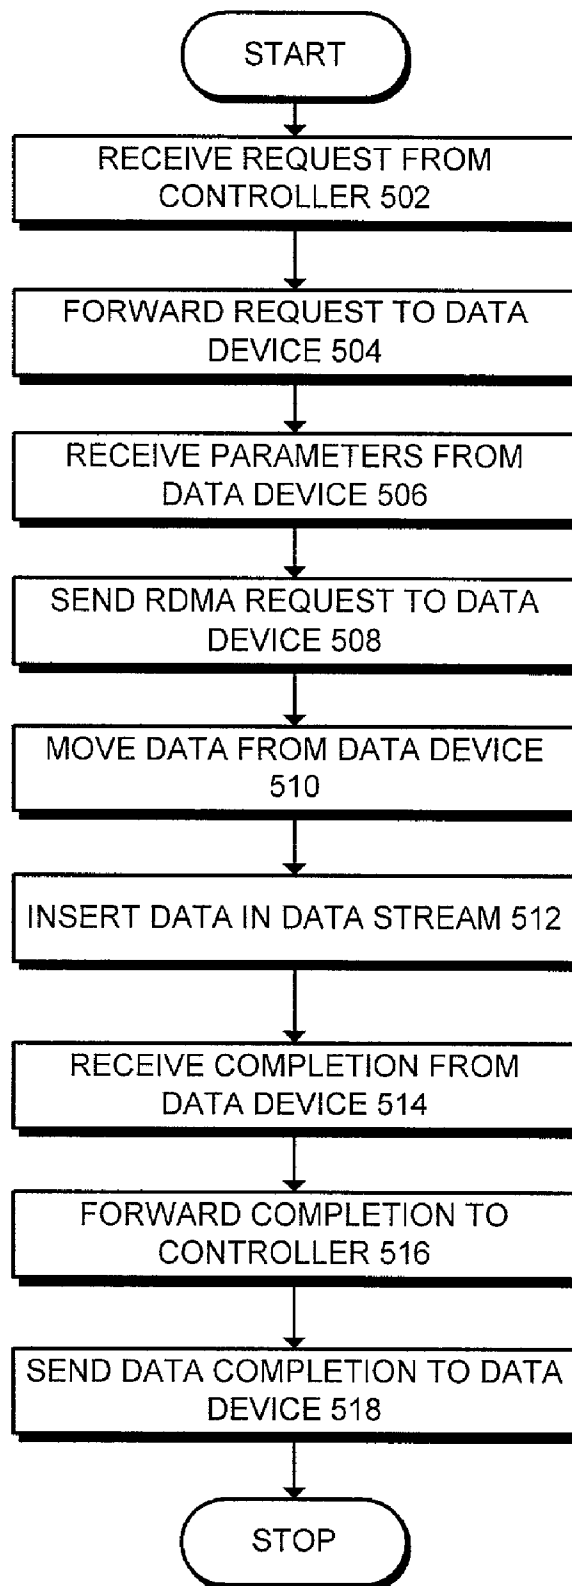 START
RECEIVE REQUEST FROM
CONTROLLER 502
FORWARD REQUEST TO DATA
DEVICE 504
RECEIVE PARAMETERS FROM
DATA DEVICE 506
SEND RDMA REQUEST TO DATA
DEVICE 508
MOVE DATA FROM DATA DEVICE
510
INSERT DATA IN DATA STREAM 512
RECEIVE COMPLETION FROM
DATA DEVICE 514
FORWARD COMPLETION TO
CONTROLLER 516
SEND DATA COMPLETION TO DATA
DEVICE 518
STOP